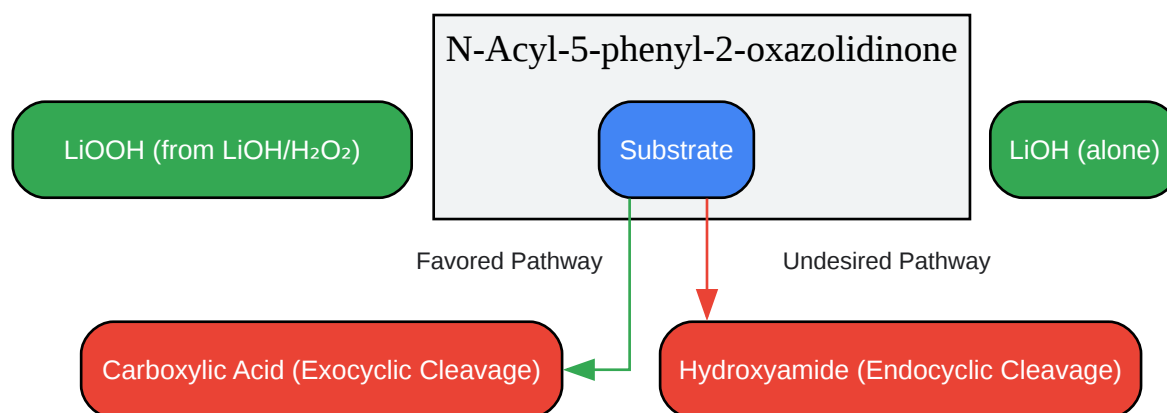 N-Acyl-5-phenyl-2-oxazolidinone
LiOOH (from LiOH/H₂O₂)
Substrate
LiOH (alone)
Favored Pathway
Undesired Pathway
Carboxylic Acid (Exocyclic Cleavage)
Hydroxyamide (Endocyclic Cleavage)